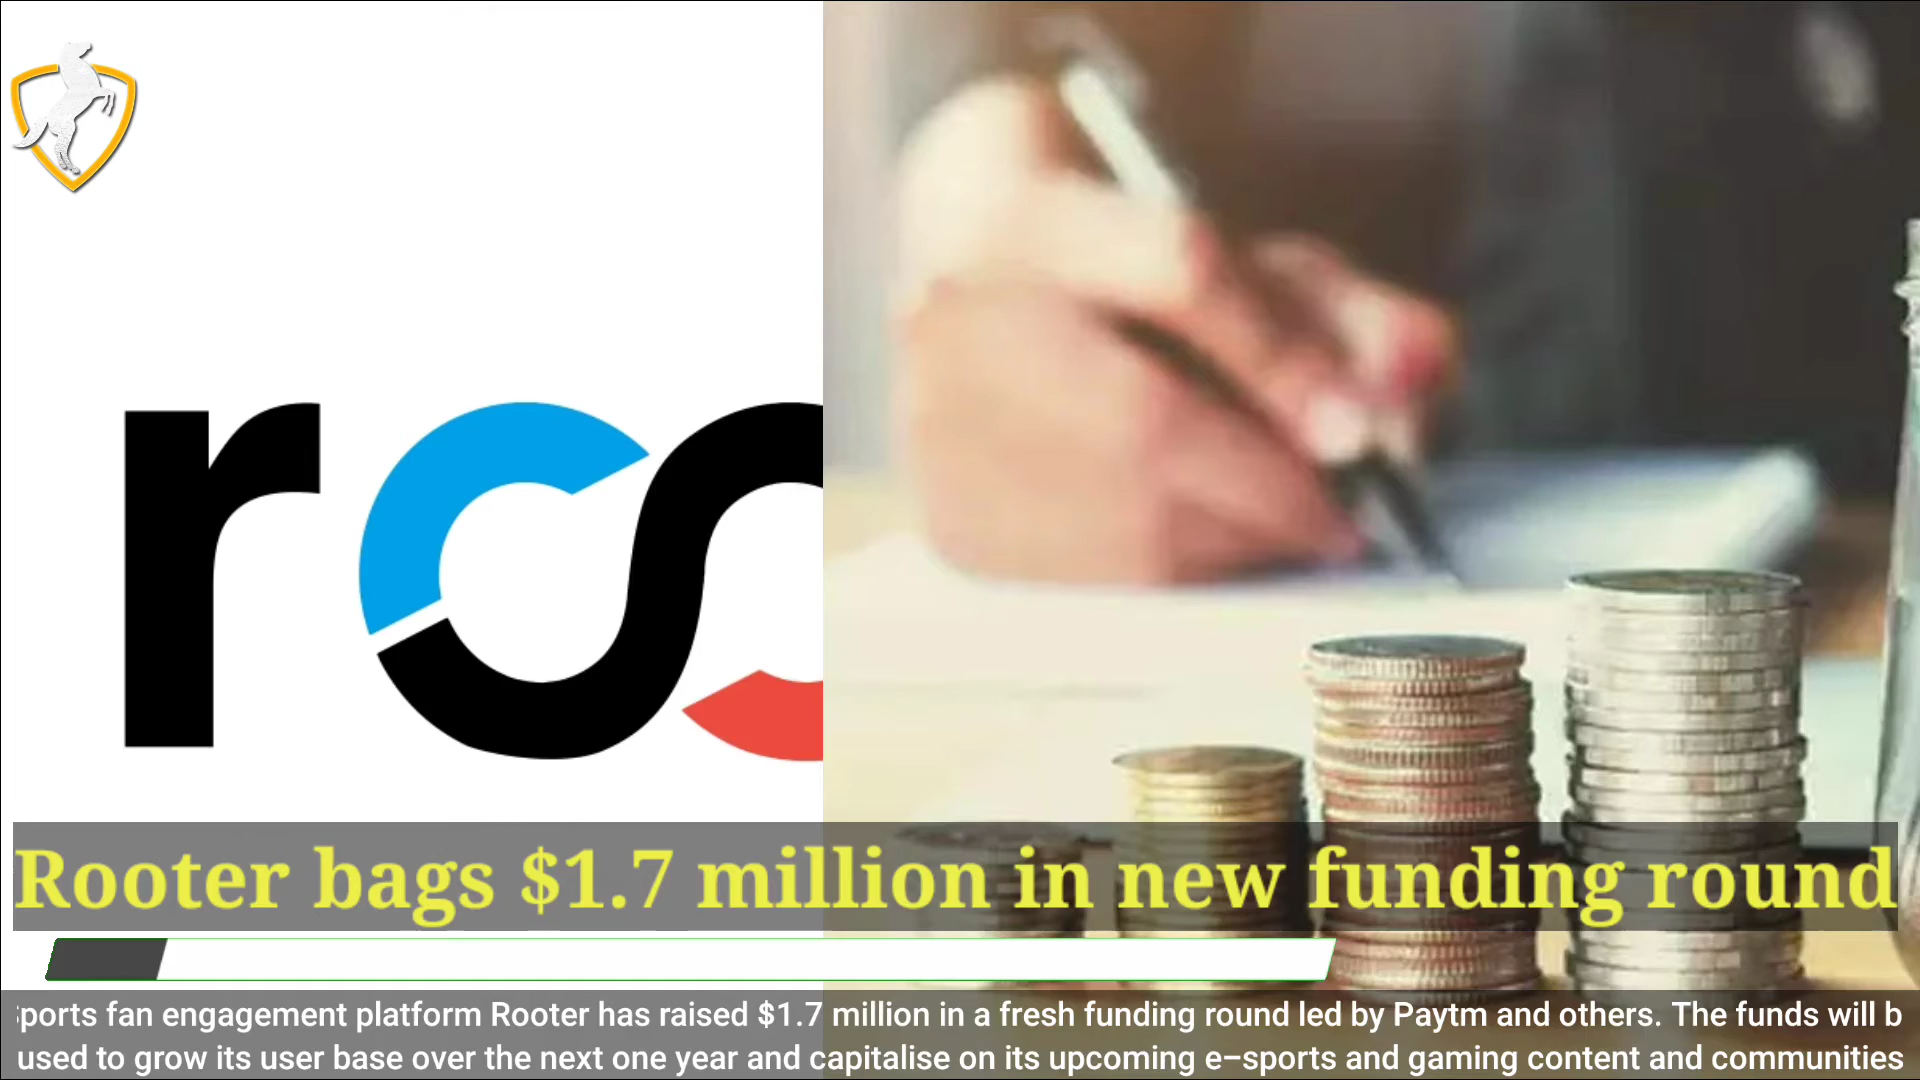 roo
Rooter bags $1.7 million in new funding round
ports fan engagement platform Rooter has raised $1.7 million in a fresh funding round led by Paytm and others. The funds will b
used to grow its user base over the next one year and capitalise on its upcoming e–sports and gaming content and communities